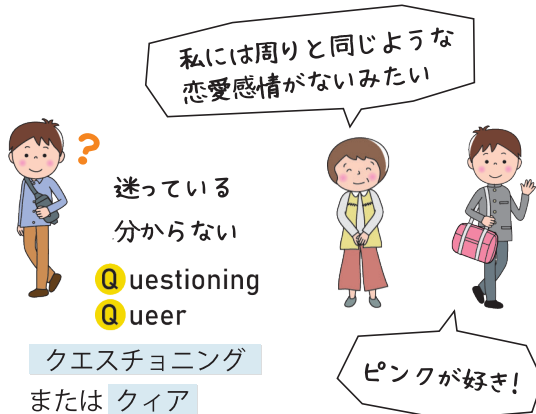 私には周りと同じような
恋愛感情がないみたい
?
迷っている
分からない
Questioning
Queer
クエスチョニング
または クィア
ピンクが好き!